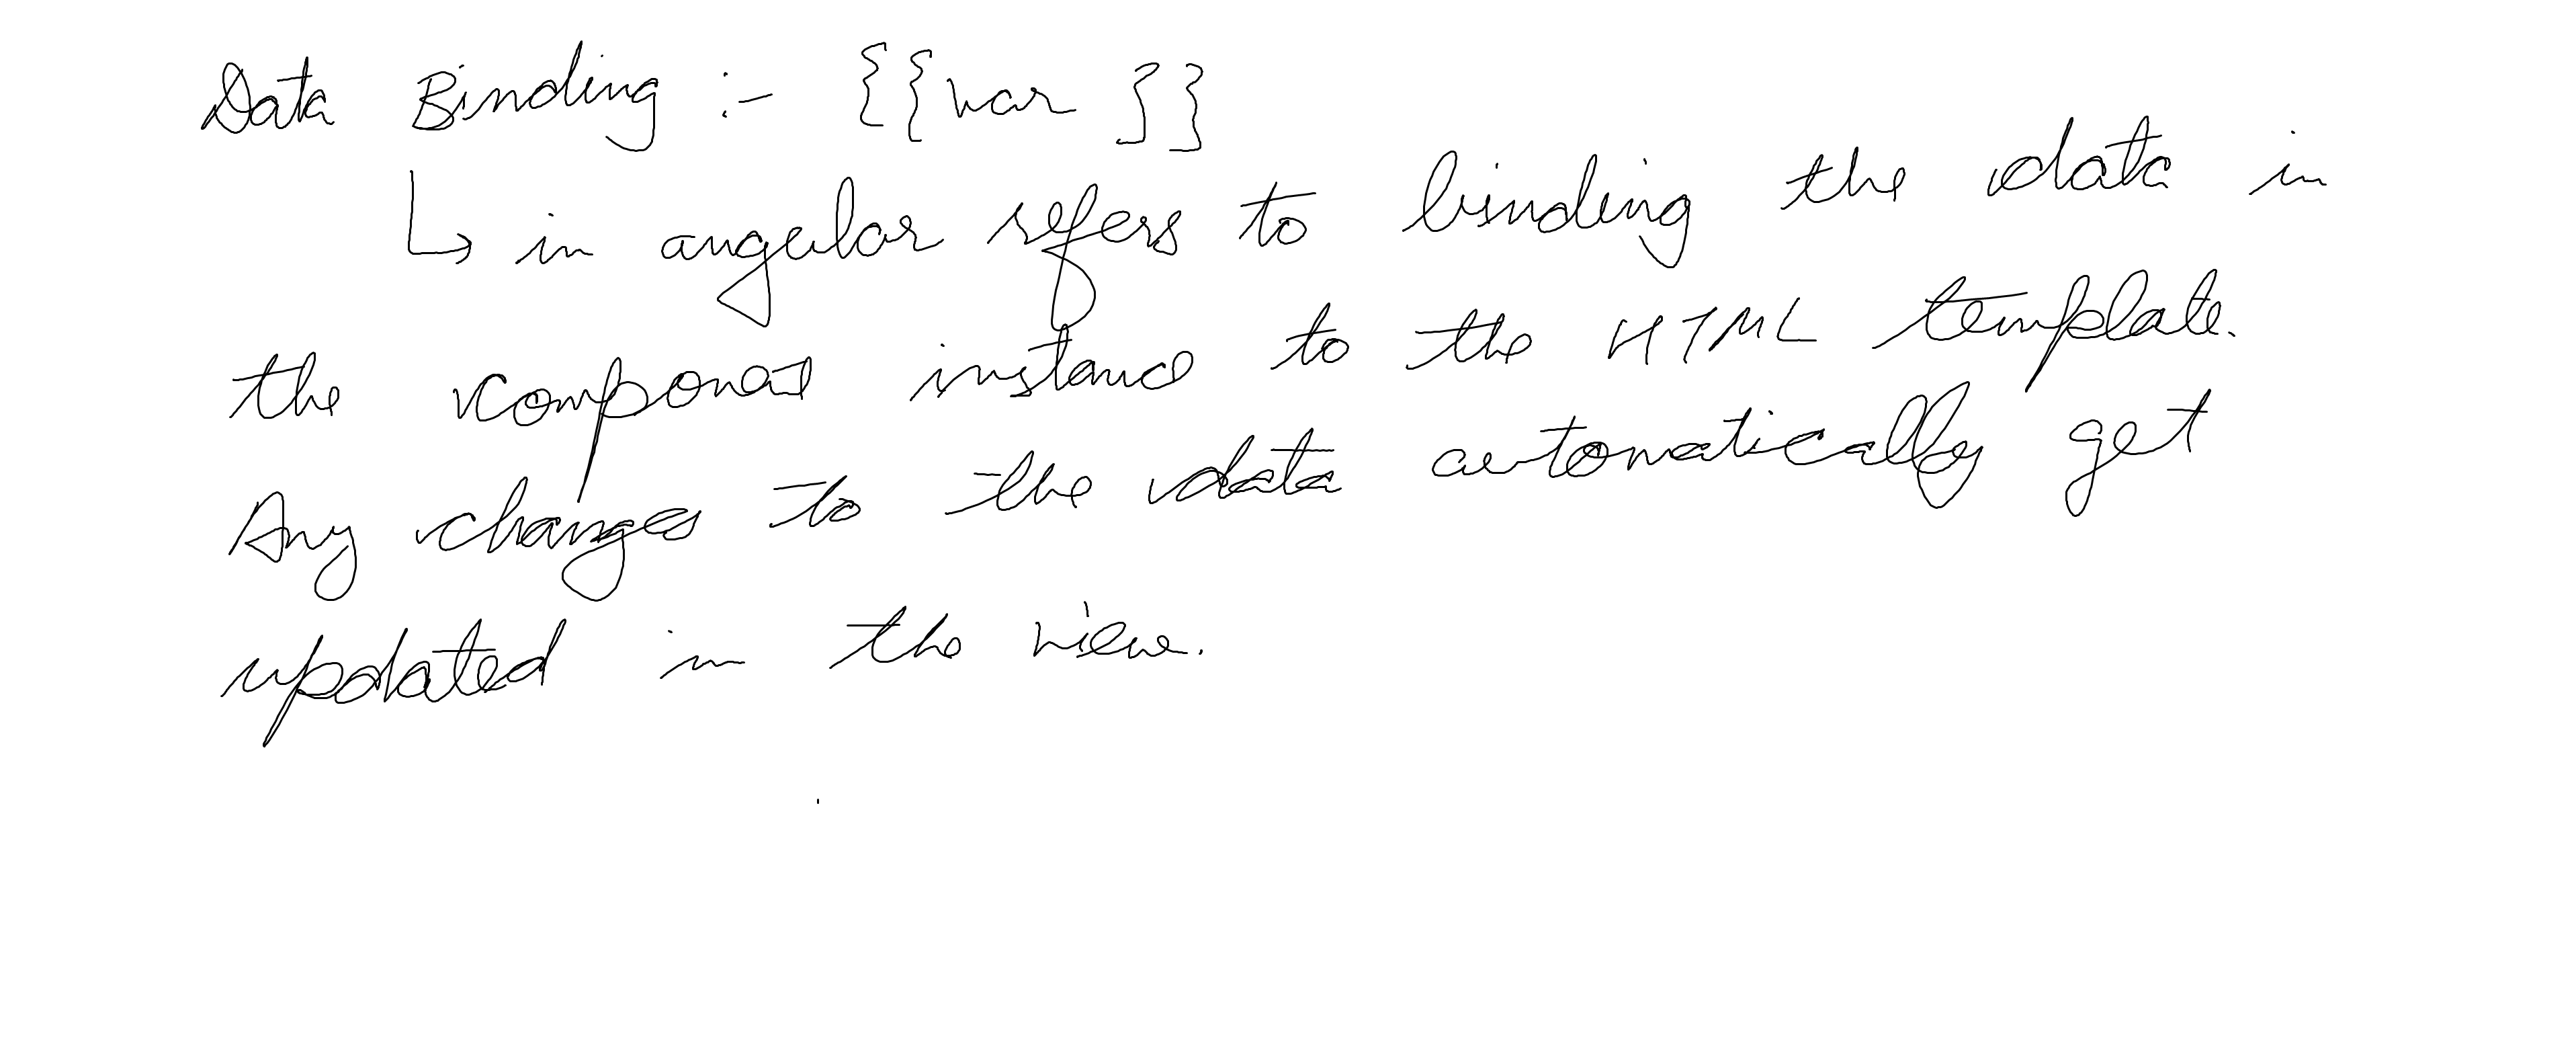 Data Binding :- {{var }}
↳ in angular refers to binding the data in
the component instance to the HTML template.
Any changes to the data automatically get
updated in the view.